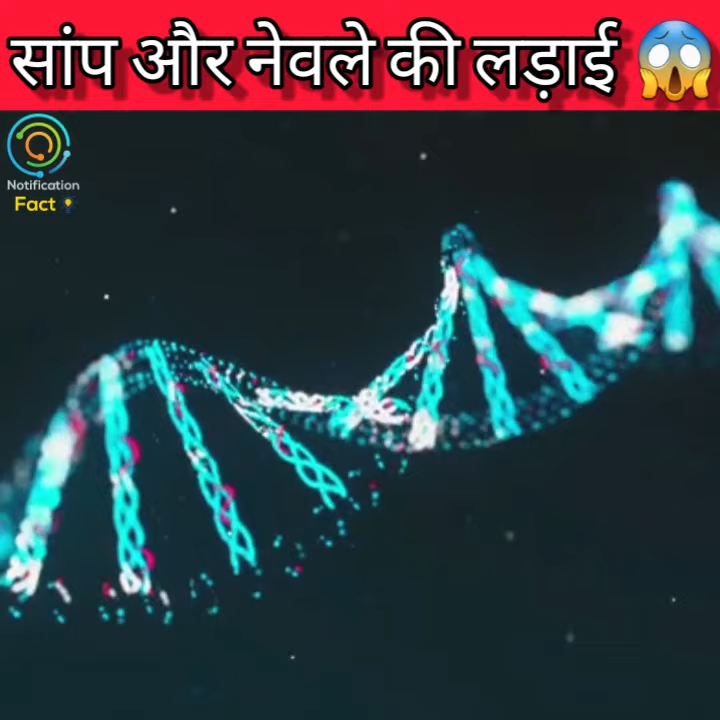 सांप और नेवले की लड़ाई 😱
Notification
Fact